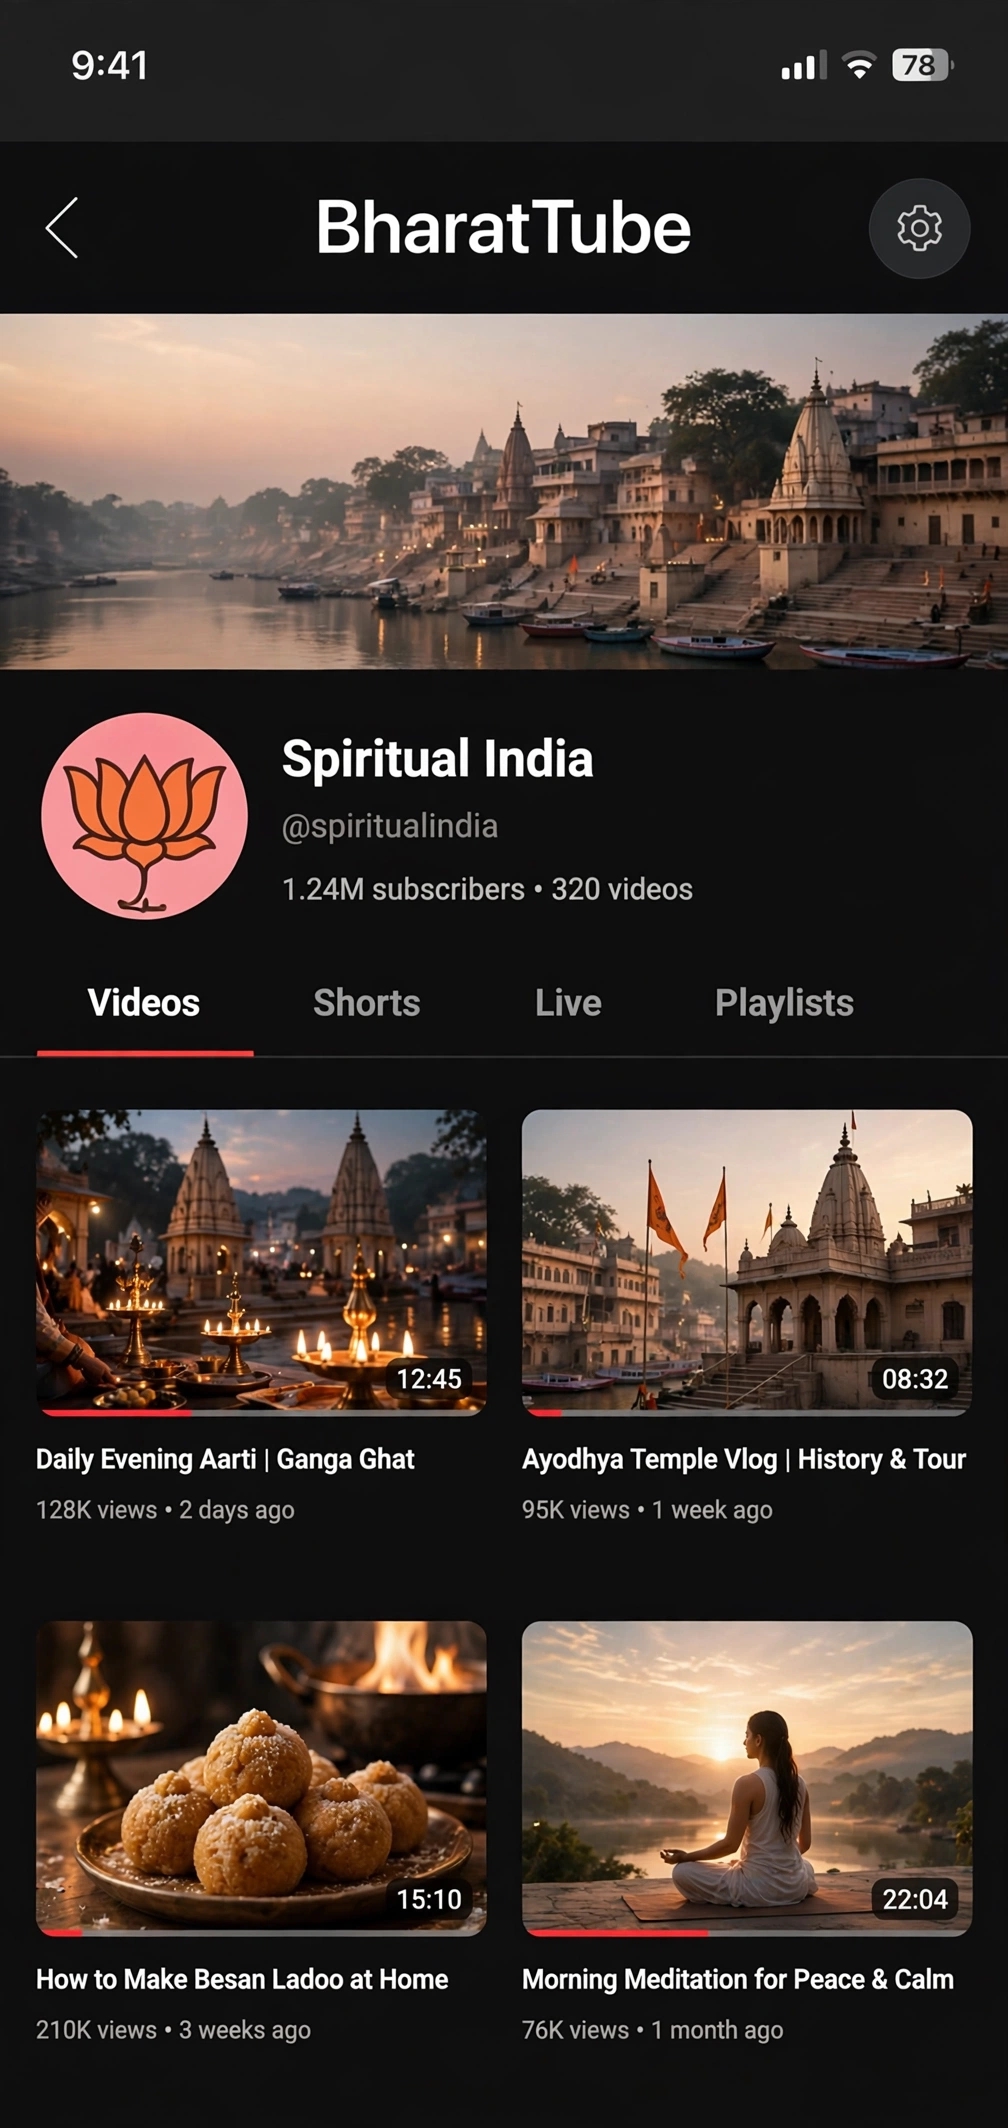 9:41
78
BharatTube
Spiritual India
@spiritualindia
1.24M subscribers • 320 videos
Videos Shorts Live Playlists
12:45
08:32
Daily Evening Aarti | Ganga Ghat
128K views • 2 days ago
Ayodhya Temple Vlog | History & Tour
95K views • 1 week ago
15:10
22:04
How to Make Besan Ladoo at Home
210K views • 3 weeks ago
Morning Meditation for Peace & Calm
76K views • 1 month ago